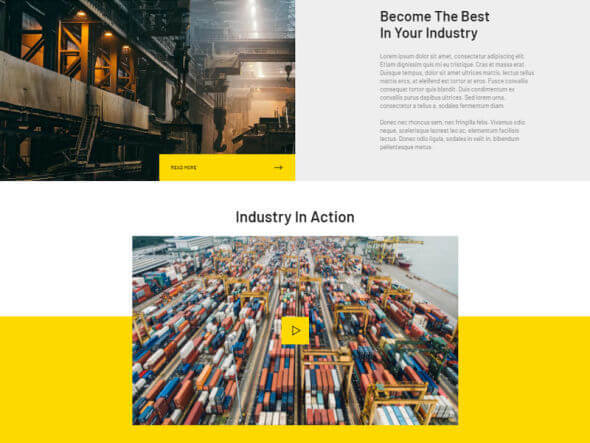 Become The Best
In Your Industry
Lorem ipsum dolor sit amet, consectetur adipiscing elit.
Etiam dignissim quis mi eu tristique. Cras et massa erat.
Duisque tempus, dolor sit amet ultrices mattis, lectus tellus
mattis eros, at eleifend est tortor at eros. Fusce convallis
consequat tortor quis blandit. Duis condimentum ex
convallis purus dapibus ultrices. Sed lorem urna,
consectetur a tellus a, sodales fermentum diam.
Donec nec rhoncus sem, nec fringilla felis. Vivamus odio
neque, scelerisque laoreet leo ac, elementum facilisis
lectus. Donec odio ligula, sodales in velit in, bibendum
pellentesque metus.
READ MORE
Industry In Action